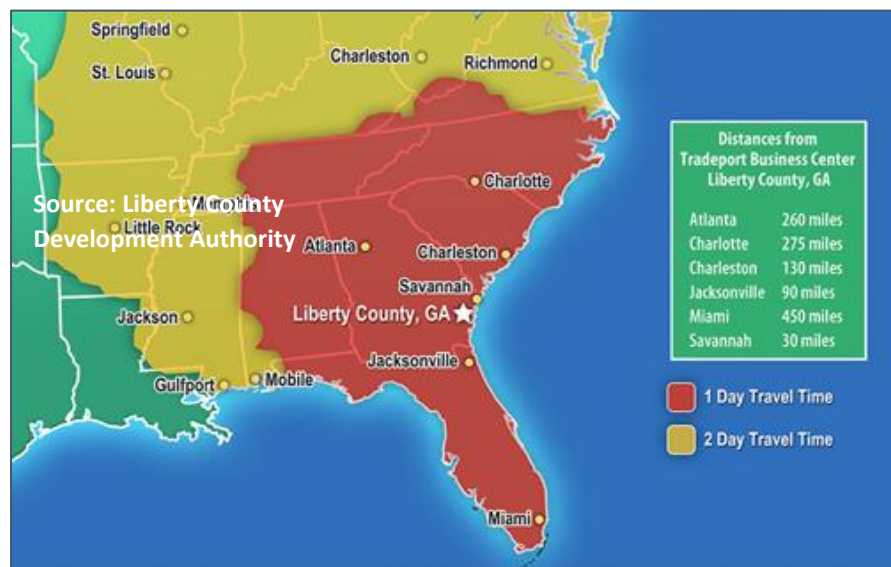 Springfield
St. Louis
Charleston
Richmond
Charlotte
Source: Liberty County
Memphis
Little Rock
Development Authority
Atlanta
Charleston
Savannah
Liberty County, GA
Jackson
Jacksonville
Gulfport
Mobile
Miami
Distances from
Tradeport Business Center
Liberty County, GA
Atlanta 260 miles
Charlotte 275 miles
Charleston 130 miles
Jacksonville 90 miles
Miami 450 miles
Savannah 30 miles
1 Day Travel Time
2 Day Travel Time